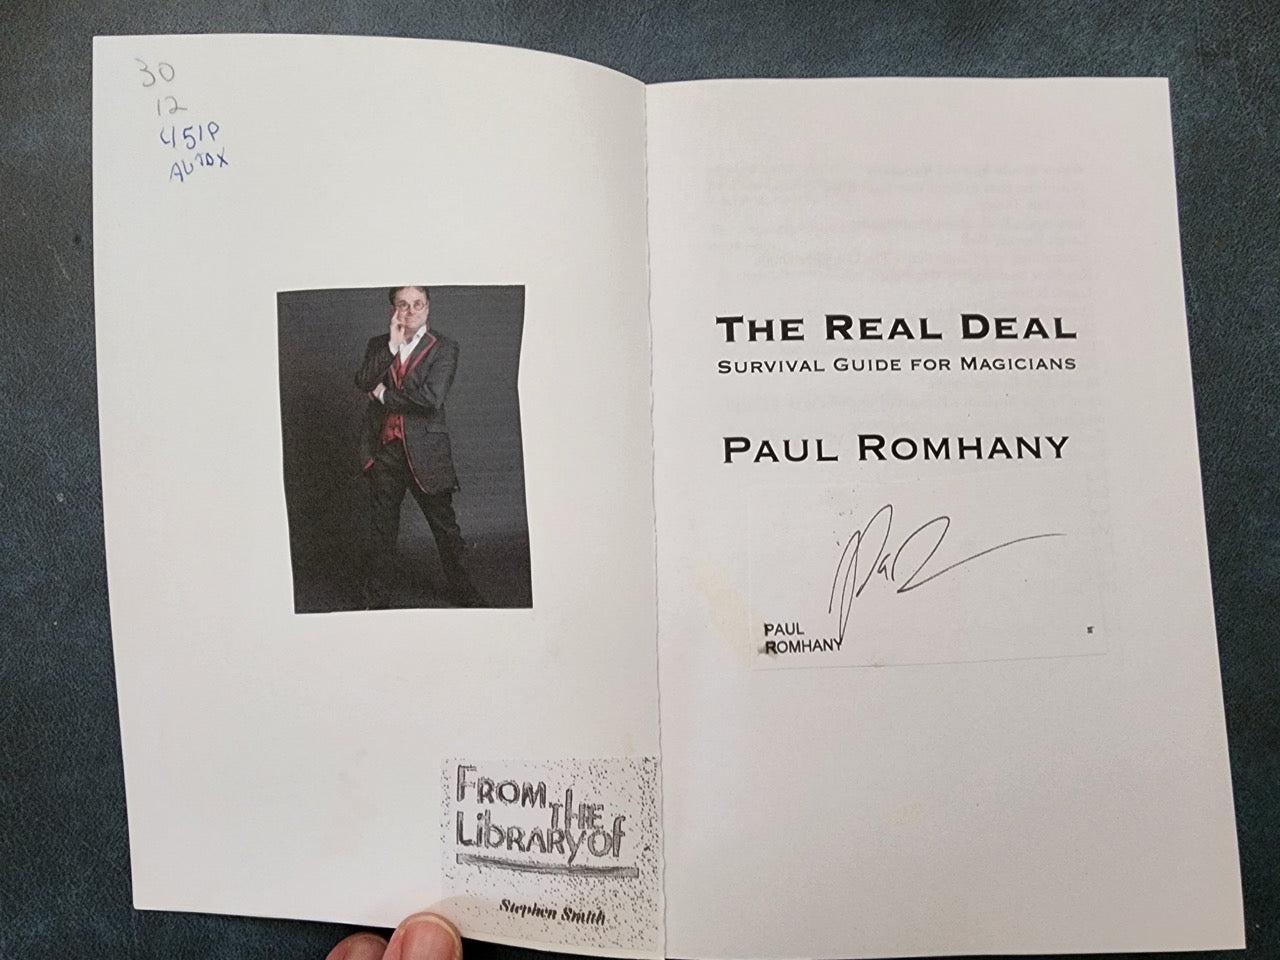 30
12
451P
AUTOX
FROM THE
LiBRARY Of
Stephen Smith
THE REAL DEAL
SURVIVAL GUIDE FOR MAGICIANS
PAUL ROMHANY
PAUL
ROMHANY